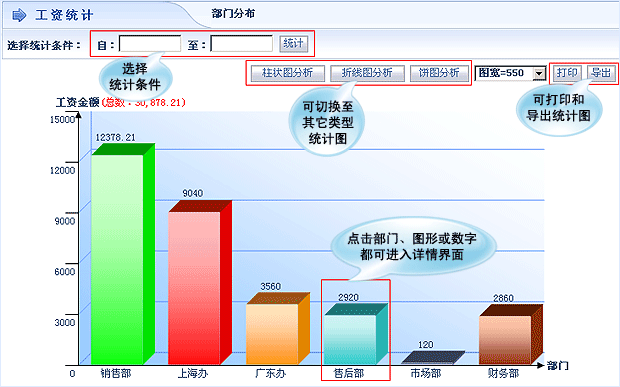 工资统计
部门分布
选择统计条件： 自： 至： 统计
选择
统计条件
柱状图分析 折线图分析 饼图分析 图宽=550 打印 导出
可切换至
其它类型
统计图
可打印和
导出统计图
工资金额(总数：30,878.21)
15000
12000
9000
6000
3000
0
12378.21
9040
3560
2920
120
2860
点击部门、图形或数字
都可进入详情界面
销售部 上海办 广东办 售后部 市场部 财务部 部门